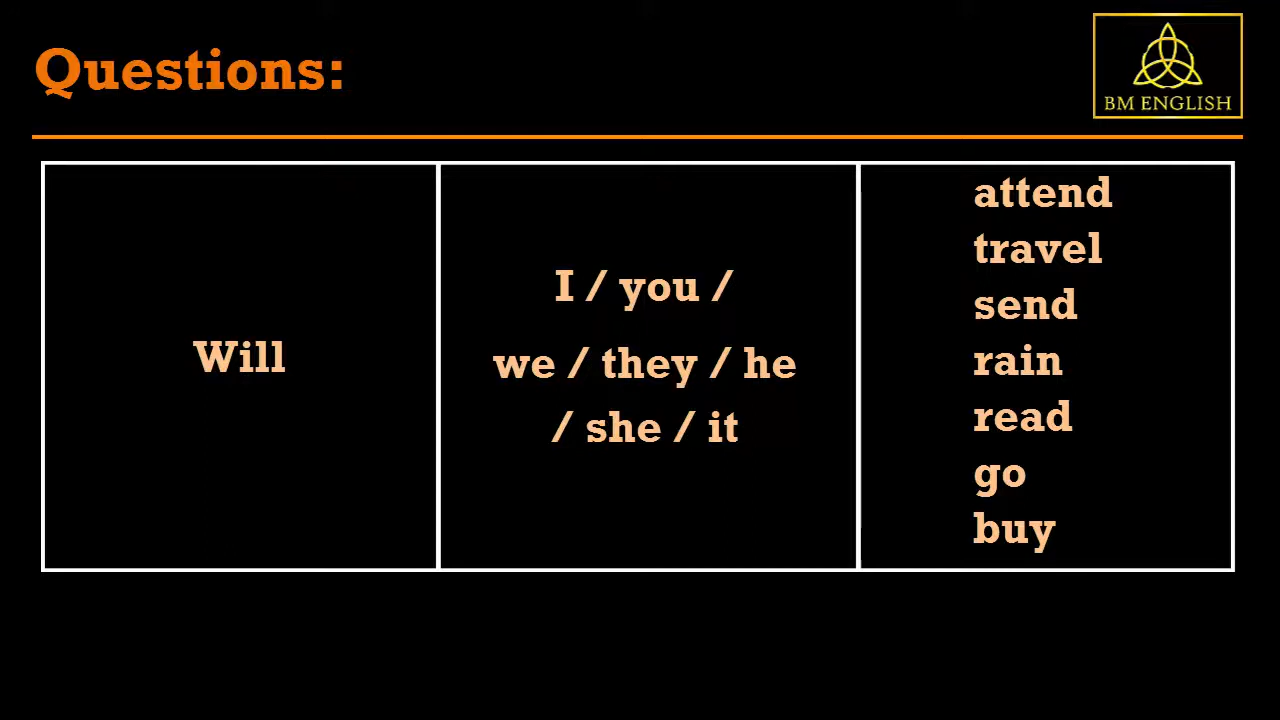 Questions:
BM ENGLISH
Will
I / you /
we / they / he
/ she / it
attend
travel
send
rain
read
go
buy